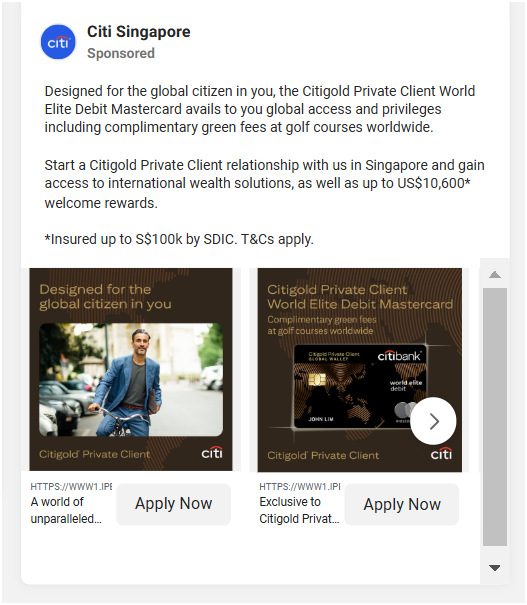 Citi Singapore
Sponsored
Designed for the global citizen in you, the Citigold Private Client World
Elite Debit Mastercard avails to you global access and privileges
including complimentary green fees at golf courses worldwide.
Start a Citigold Private Client relationship with us in Singapore and gain
access to international wealth solutions, as well as up to US$10,600*
welcome rewards.
*Insured up to S$100k by SDIC. T&Cs apply.
Designed for the
global citizen in you
Citigold Private Client
citi
Citigold Private Client
World Elite Debit Mastercard
Complimentary green fees
at golf courses worldwide
Citigold Private Client
GLOBAL WALLET
citibank
world elite
debit
JOHN LIM
Citigold Private Client
citi
HTTPS://WWW1.IPE
A world of
unparalleled...
Apply Now
HTTPS://WWW1.IPE
Exclusive to
Citigold Privat...
Apply Now